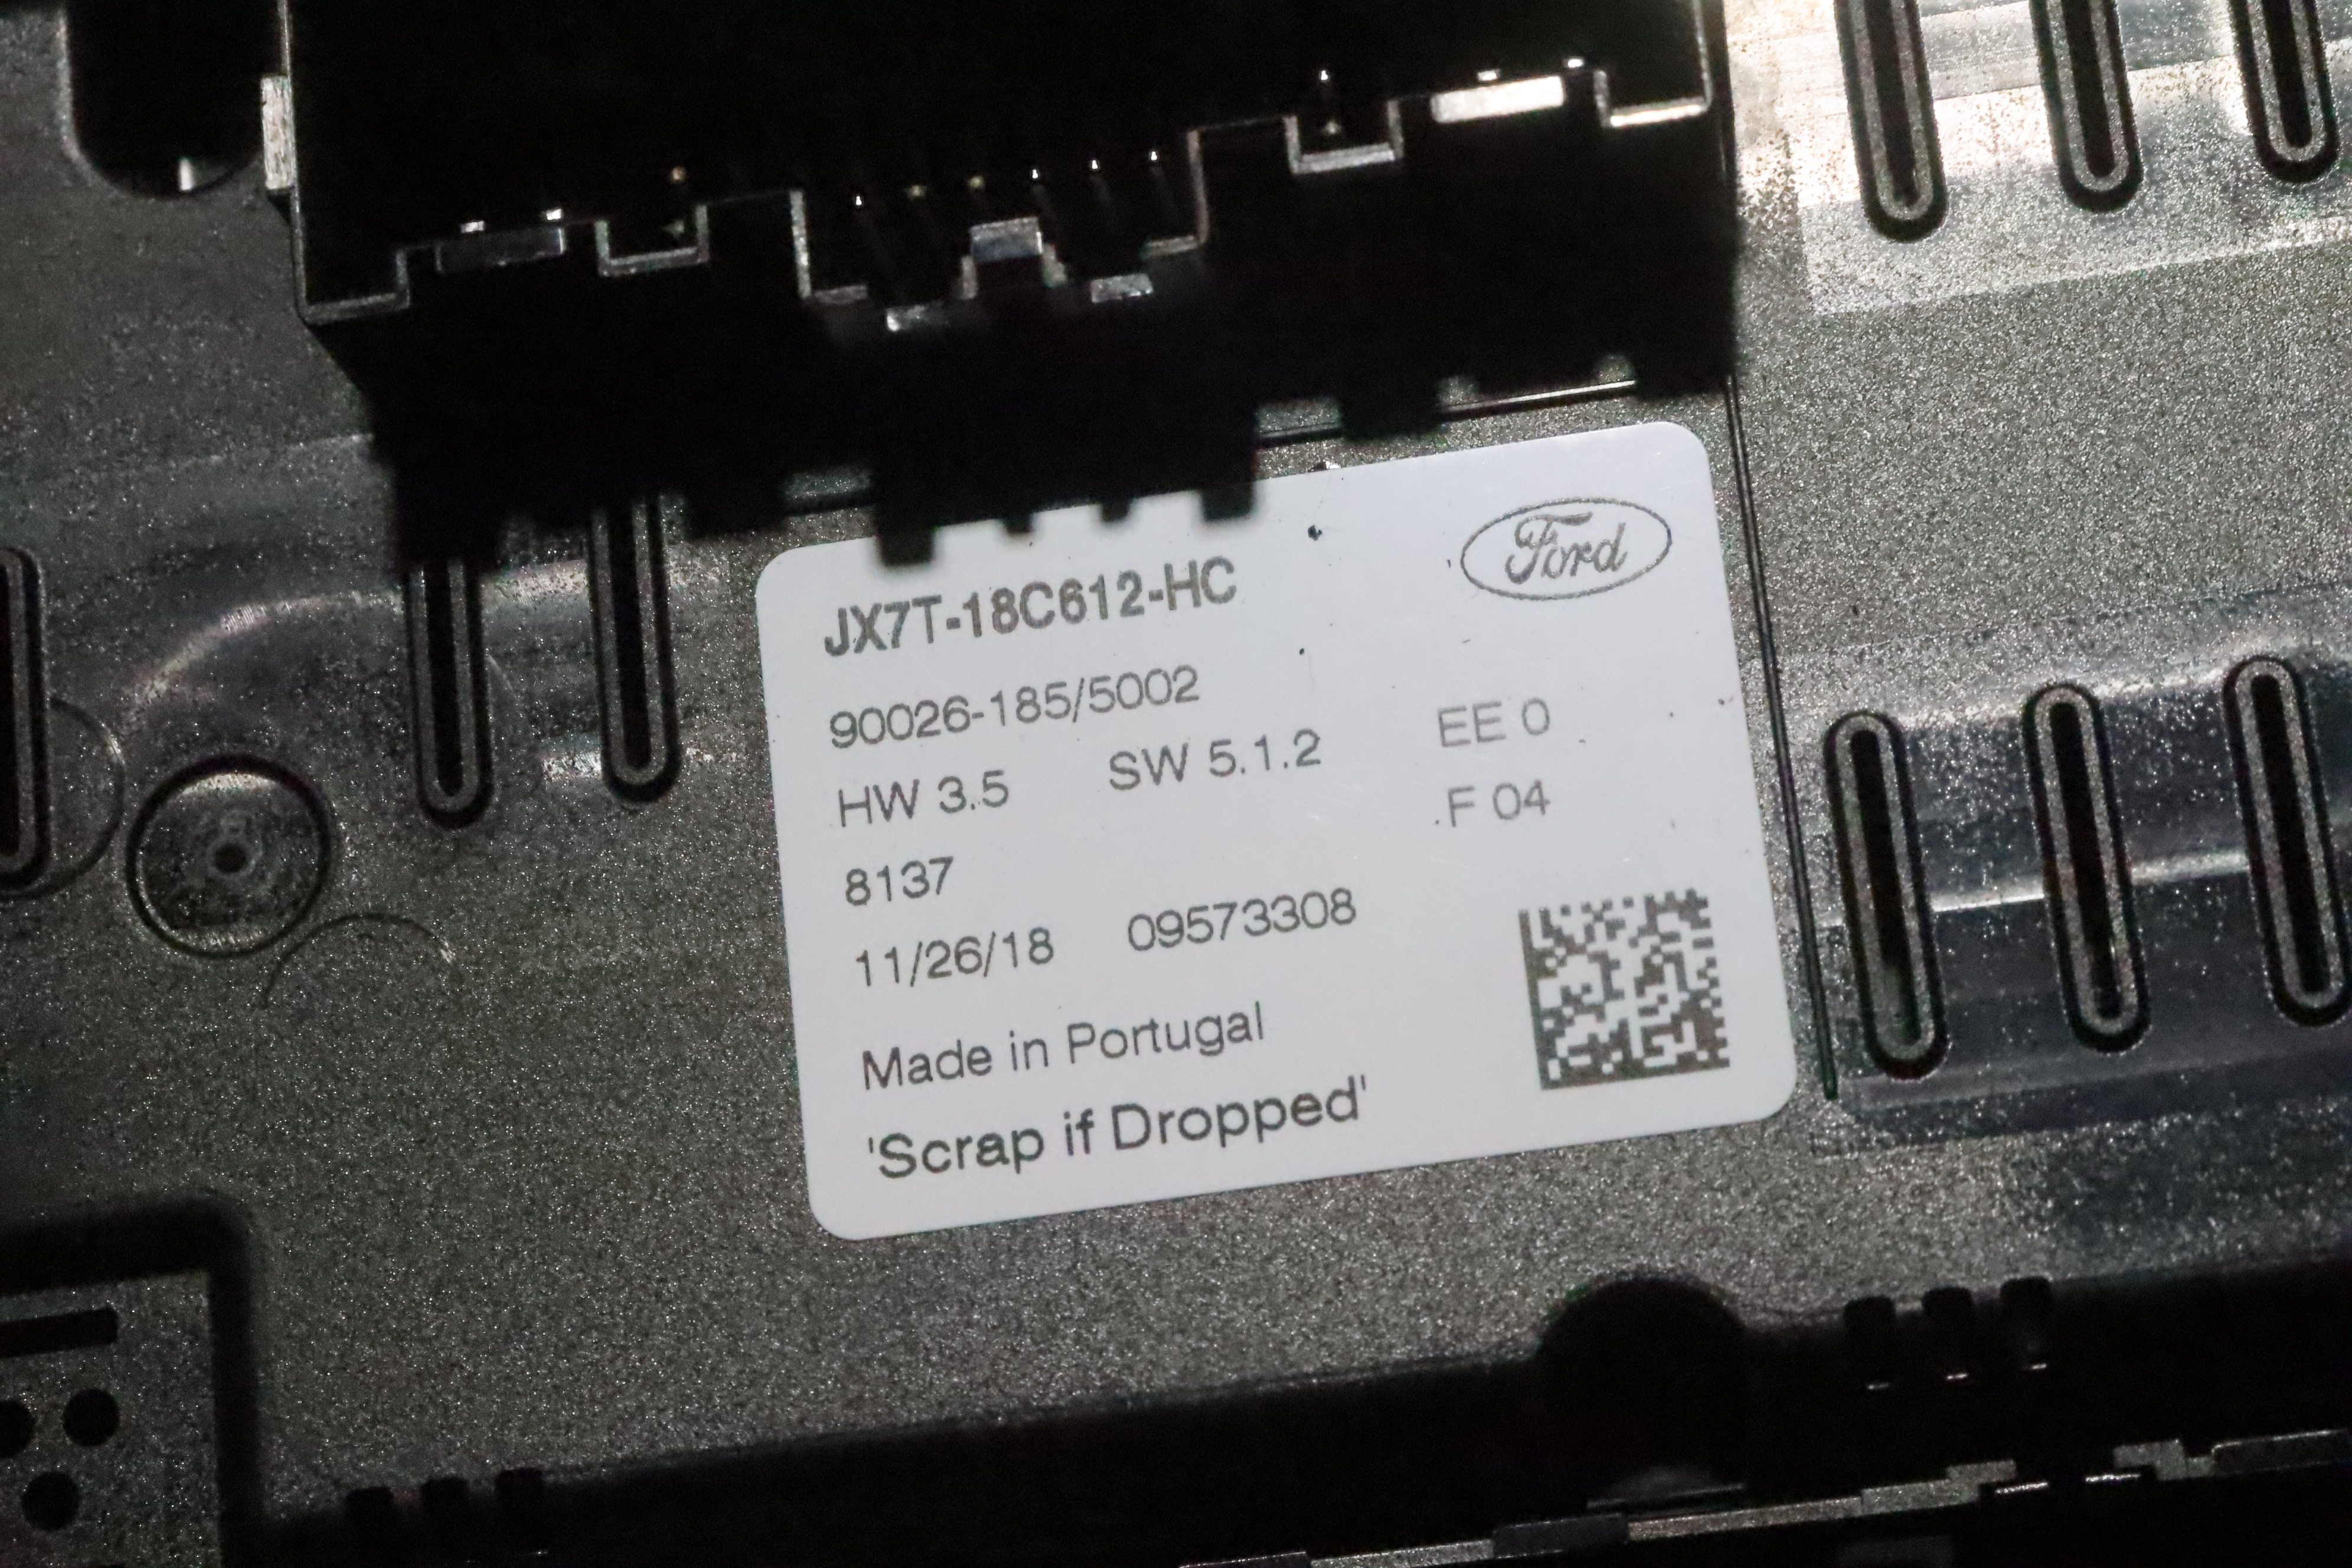 Ford
JX7T-18C612-HC
90026-185/5002
HW 3.5 SW 5.1.2 EE 0
8137 F 04
11/26/18 09573308
Made in Portugal
'Scrap if Dropped'